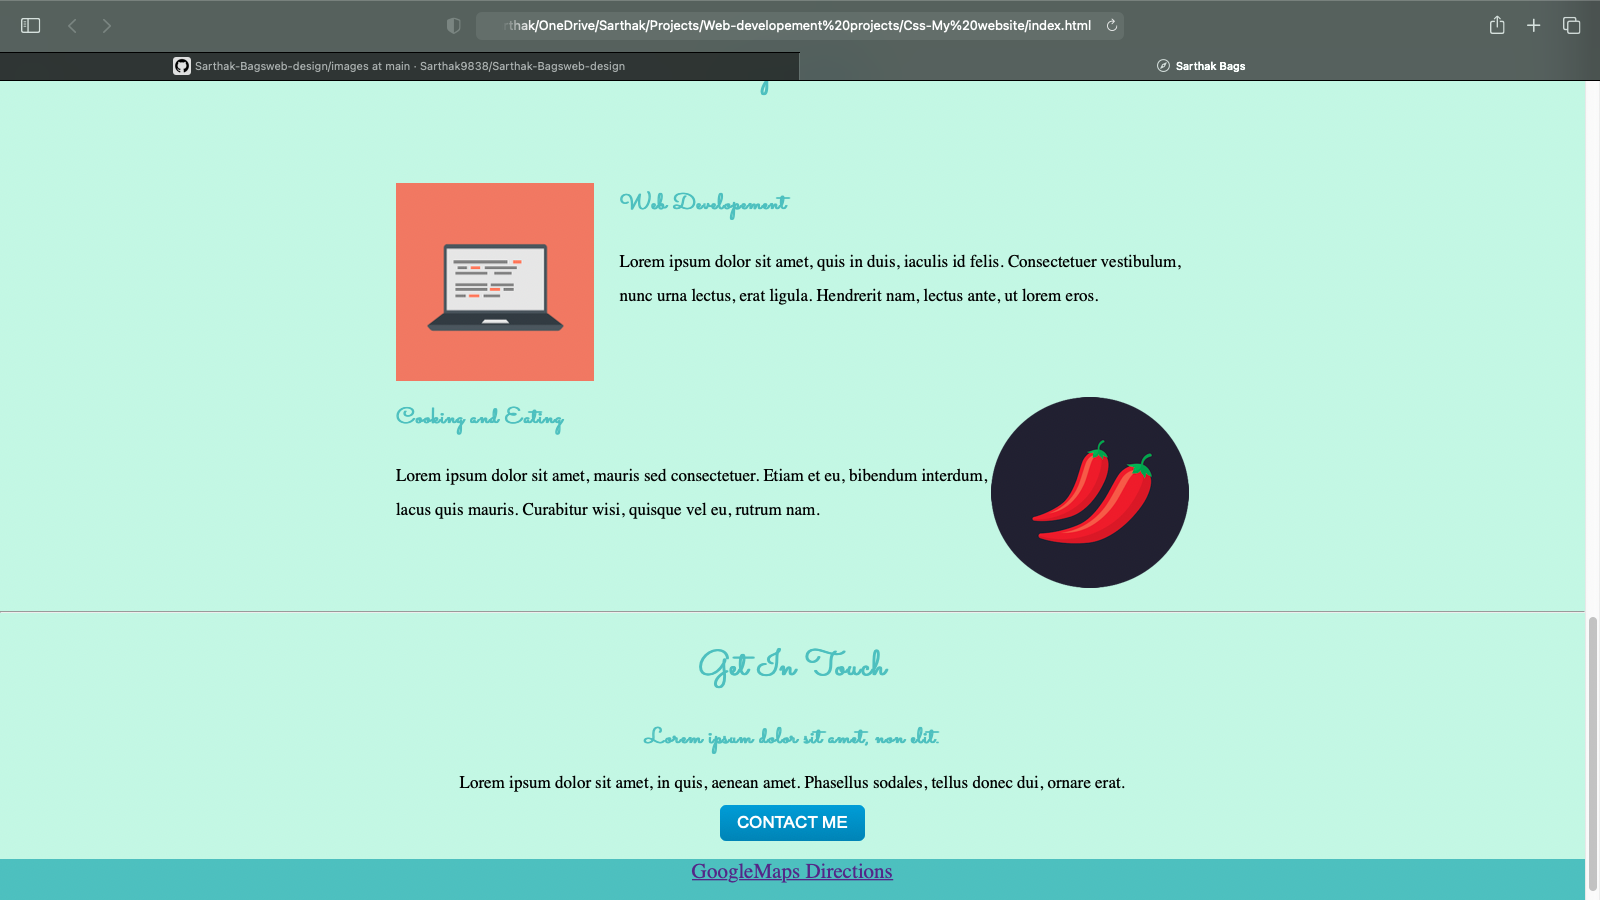 rthak/OneDrive/Sarthak/Projects/Web-developement%20projects/Css-My%20website/index.html
Sarthak-Bagsweb-design/images at main · Sarthak9838/Sarthak-Bagsweb-design
Sarthak Bags
Web Developement
Lorem ipsum dolor sit amet, quis in duis, iaculis id felis. Consectetuer vestibulum,
nunc urna lectus, erat ligula. Hendrerit nam, lectus ante, ut lorem eros.
Cooking and Eating
Lorem ipsum dolor sit amet, mauris sed consectetuer. Etiam et eu, bibendum interdum,
lacus quis mauris. Curabitur wisi, quisque vel eu, rutrum nam.
Get In Touch
Lorem ipsum dolor sit amet, non elit.
Lorem ipsum dolor sit amet, in quis, aenean amet. Phasellus sodales, tellus donec dui, ornare erat.
CONTACT ME
GoogleMaps Directions